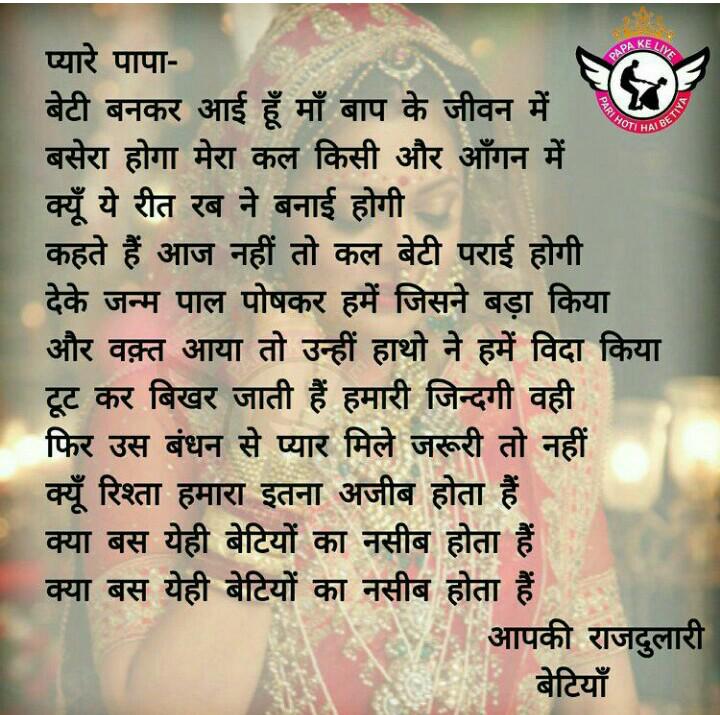 प्यारे पापा-
बेटी बनकर आई हूँ माँ बाप के जीवन में
बसेरा होगा मेरा कल किसी और आँगन में
क्यूँ ये रीत रब ने बनाई होगी
कहते हैं आज नहीं तो कल बेटी पराई होगी
देके जन्म पाल पोषकर हमें जिसने बड़ा किया
और वक़्त आया तो उन्हीं हाथो ने हमें विदा किया
टूट कर बिखर जाती हैं हमारी जिन्दगी वही
फिर उस बंधन से प्यार मिले जरूरी तो नहीं
क्यूँ रिश्ता हमारा इतना अजीब होता हैं
क्या बस येही बेटियों का नसीब होता हैं
क्या बस येही बेटियों का नसीब होता हैं
आपकी राजदुलारी
बेटियाँ
PAPA KE LIYE
PARI HOTI HAI BETIYA